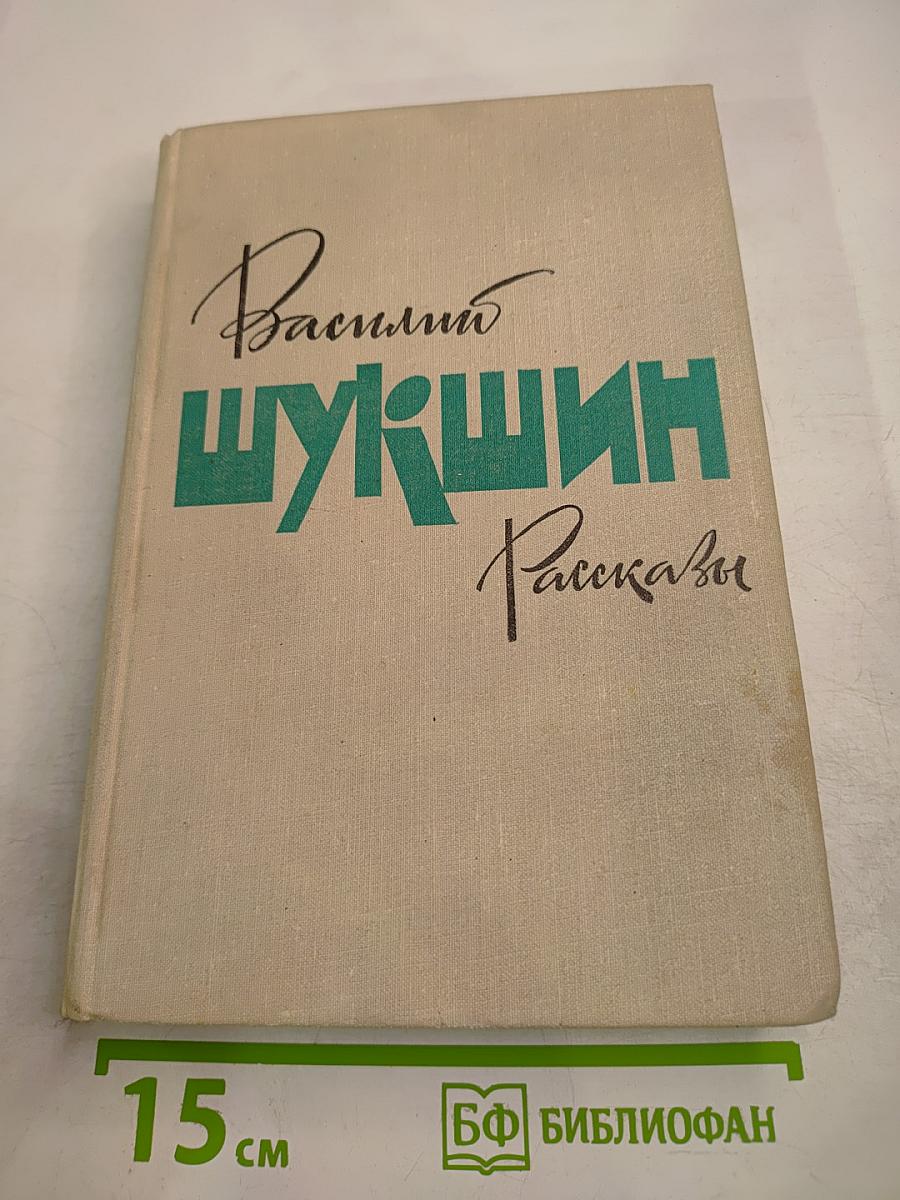 Василий
ШУКШИН
Рассказы
15 см
БФ БИБЛИОФАН